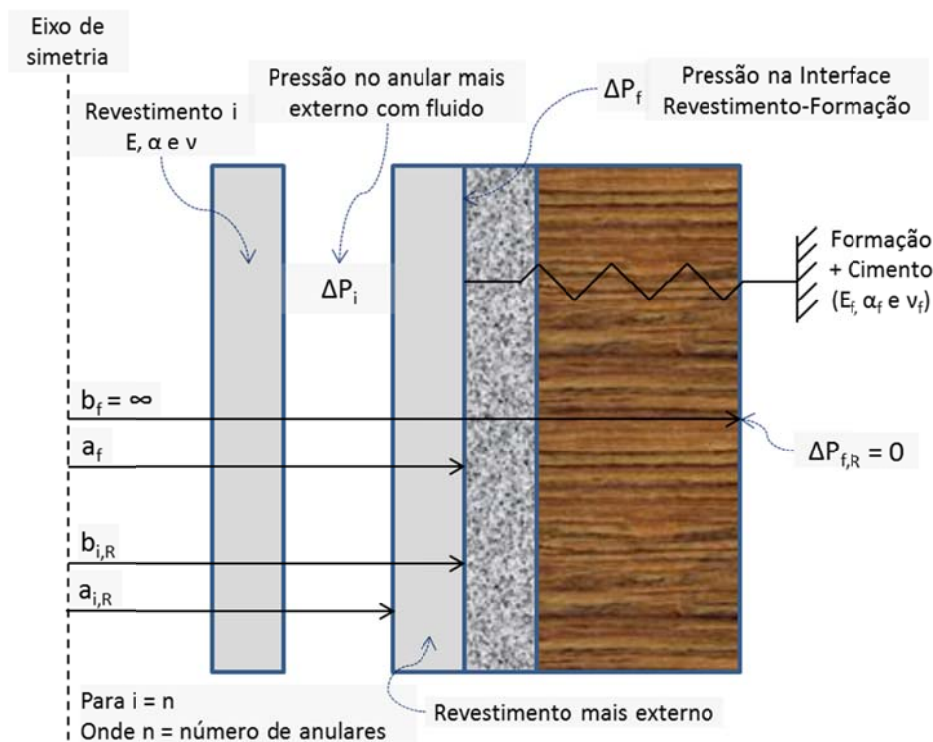 Eixo de
simetria
Revestimento i
E, α e ν
Pressão no anular mais
externo com fluido
ΔPf
Pressão na Interface
Revestimento-Formação
ΔPi
Formação
+ Cimento
(Ef, αf e νf)
bf = ∞
af
ΔPf,R = 0
bi,R
ai,R
Para i = n
Onde n = número de anulares
Revestimento mais externo